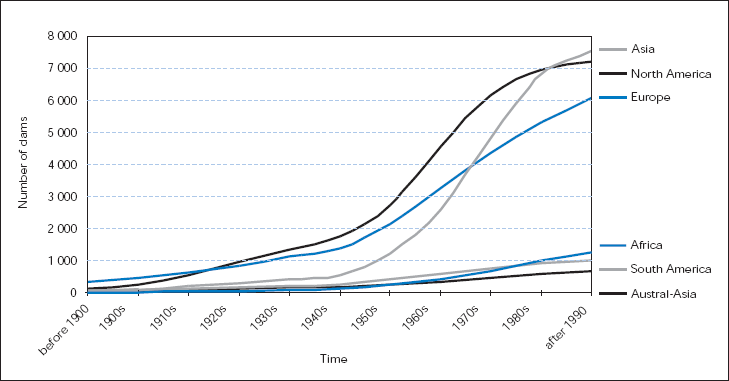 8 000
7 000
6 000
5 000
4 000
3 000
2 000
1 000
0
Number of dams
before 1900
1900s
1910s
1920s
1930s
1940s
1950s
1960s
1970s
1980s
after 1990
Time
Asia
North America
Europe
Africa
South America
Austral-Asia